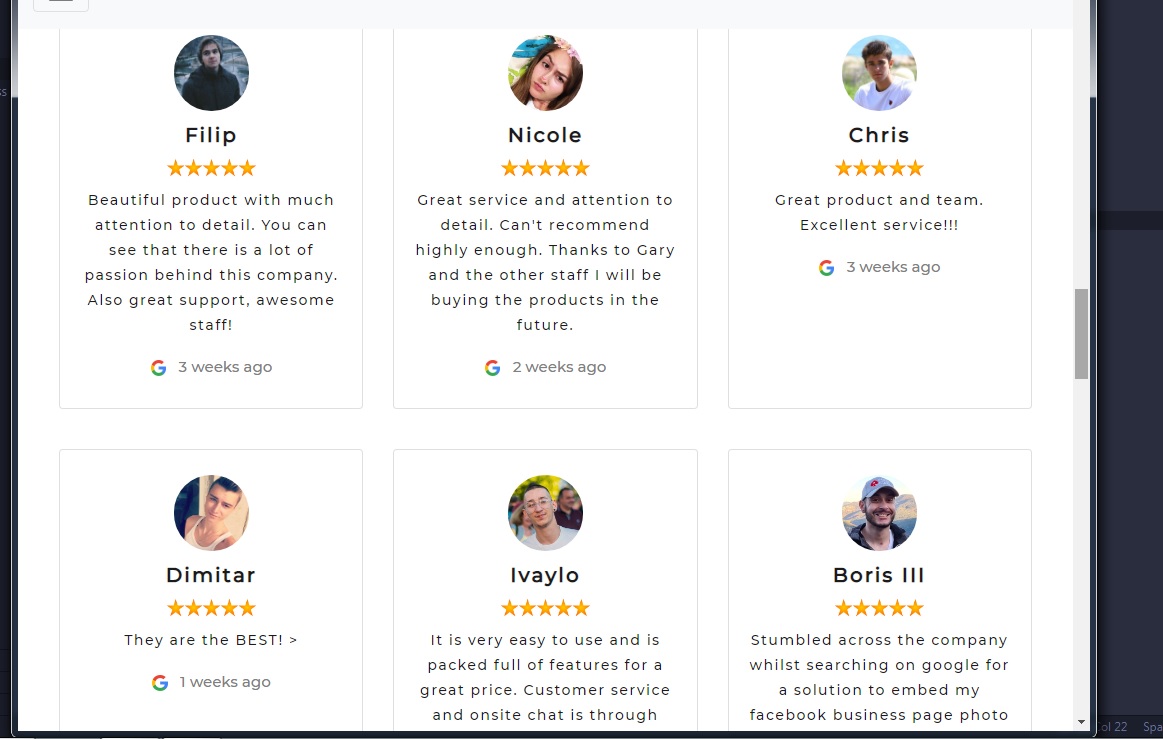 Filip
Beautiful product with much
attention to detail. You can
see that there is a lot of
passion behind this company.
Also great support, awesome
staff!
3 weeks ago
Nicole
Great service and attention to
detail. Can't recommend
highly enough. Thanks to Gary
and the other staff I will be
buying the products in the
future.
2 weeks ago
Chris
Great product and team.
Excellent service!!!
3 weeks ago
Dimitar
They are the BEST! >
1 weeks ago
Ivaylo
It is very easy to use and is
packed full of features for a
great price. Customer service
and onsite chat is through
Boris III
Stumbled across the company
whilst searching on google for
a solution to embed my
facebook business page photo
Col 22 Spa